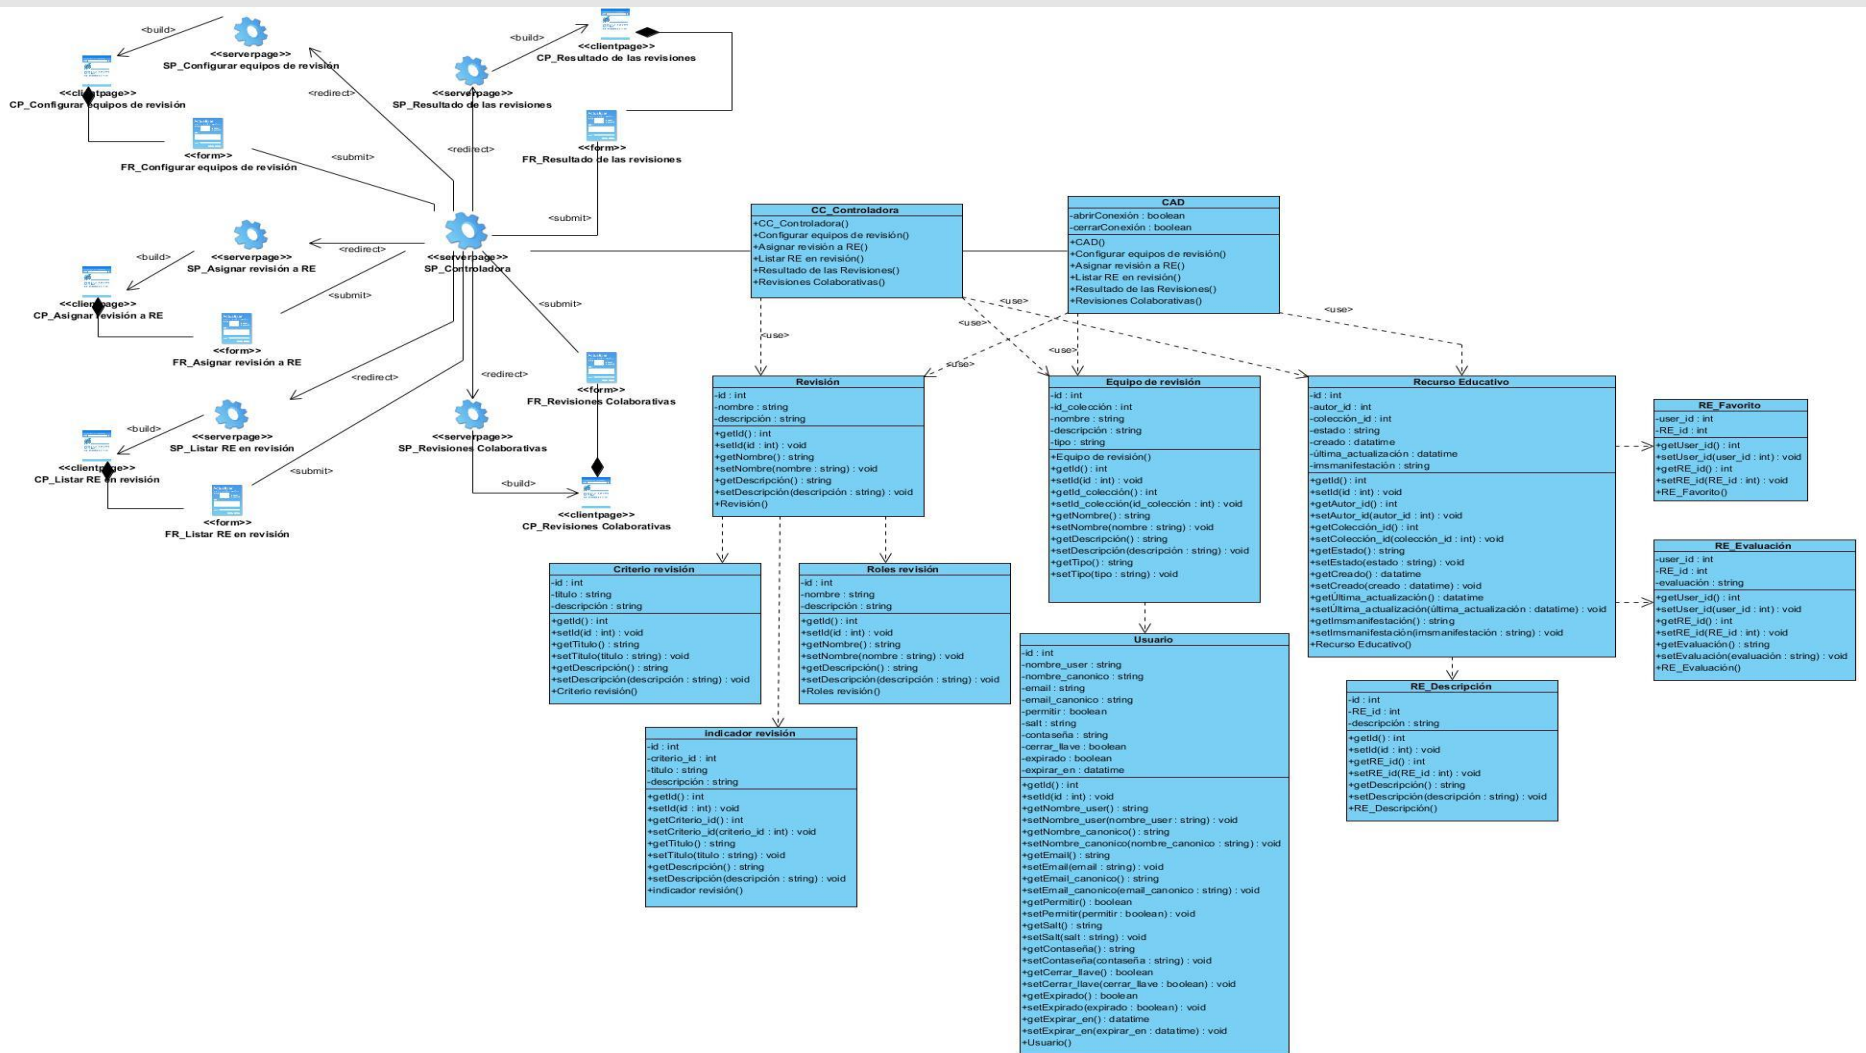 <build>
<<serverpage>>
SP_Configurar equipos de revisión
<<clientpage>>
CP_Configurar equipos de revisión
<<form>>
FR_Configurar equipos de revisión
<redirect>
<submit>
<build>
<<clientpage>>
CP_Resultado de las revisiones
<<serverpage>>
SP_Resultado de las revisiones
<<form>>
FR_Resultado de las revisiones
<redirect>
<submit>
<<serverpage>>
SP_Asignar revisión a RE
<build>
<<clientpage>>
CP_Asignar revisión a RE
<<form>>
FR_Asignar revisión a RE
<redirect>
<submit>
<<serverpage>>
SP_Controladora
<submit>
<redirect>
<redirect>
<build>
<<serverpage>>
SP_Listar RE en revisión
<<clientpage>>
CP_Listar RE en revisión
<<form>>
FR_Listar RE en revisión
<submit>
<<form>>
FR_Revisiones Colaborativas
<<serverpage>>
SP_Revisiones Colaborativas
<build>
<<clientpage>>
CP_Revisiones Colaborativas
CC_Controladora
+CC_Controladora()
+Configurar equipos de revisión()
+Asignar revisión a RE()
+Listar RE en revisión()
+Resultado de las Revisiones()
+Revisiones Colaborativas()
CAD
-abrirConexión : boolean
-cerrarConexión : boolean
+CAD()
+Configurar equipos de revisión()
+Asignar revisión a RE()
+Listar RE en revisión()
+Resultado de las Revisiones()
+Revisiones Colaborativas()
<use>
<use>
<use>
<use>
<use>
<use>
Revisión
-id : int
-nombre : string
-descripción : string
+getId() : int
+setId(id : int) : void
+getNombre() : string
+setNombre(nombre : string) : void
+getDescripción() : string
+setDescripción(descripción : string) : void
+Revisión()
Equipo de revisión
-id : int
-id_colección : int
-nombre : string
-descripción : string
-tipo : string
+Equipo de revisión()
+getId() : int
+setId(id : int) : void
+getId_colección() : int
+setId_colección(id_colección : int) : void
+getNombre() : string
+setNombre(nombre : string) : void
+getDescripción() : string
+setDescripción(descripción : string) : void
+getTipo() : string
+setTipo(tipo : string) : void
Recurso Educativo
-id : int
-autor_id : int
-colección_id : int
-estado : string
-creado : datatime
-última_actualización : datatime
-imsmanifestación : string
+getId() : int
+setId(id : int) : void
+getAutor_id() : int
+setAutor_id(autor_id : int) : void
+getColección_id() : int
+setColección_id(colección_id : int) : void
+getEstado() : string
+setEstado(estado : string) : void
+getCreado() : datatime
+setCreado(creado : datatime) : void
+getÚltima_actualización() : datatime
+setÚltima_actualización(última_actualización : datatime) : void
+getImsmanifestación() : string
+setImsmanifestación(imsmanifestación : string) : void
+Recurso Educativo()
RE_Favorito
-user_id : int
-RE_id : int
+getUser_id() : int
+setUser_id(user_id : int) : void
+getRE_id() : int
+setRE_id(RE_id : int) : void
+RE_Favorito()
RE_Evaluación
-user_id : int
-RE_id : int
-evaluación : string
+getUser_id() : int
+setUser_id(user_id : int) : void
+getRE_id() : int
+setRE_id(RE_id : int) : void
+getEvaluación() : string
+setEvaluación(evaluación : string) : void
+RE_Evaluación()
Criterio revisión
-id : int
-titulo : string
-descripción : string
+getId() : int
+setId(id : int) : void
+getTitulo() : string
+setTitulo(titulo : string) : void
+getDescripción() : string
+setDescripción(descripción : string) : void
+Criterio revisión()
Roles revisión
-id : int
-nombre : string
-descripción : string
+getId() : int
+setId(id : int) : void
+getNombre() : string
+setNombre(nombre : string) : void
+getDescripción() : string
+setDescripción(descripción : string) : void
+Roles revisión()
Usuario
-id : int
-nombre_user : string
-nombre_canonico : string
-email : string
-email_canonico : string
-permitir : boolean
-salt : string
-contaseña : string
-cerrar_llave : boolean
-expirado : boolean
-expirar_en : datatime
+getId() : int
+setId(id : int) : void
+getNombre_user() : string
+setNombre_user(nombre_user : string) : void
+getNombre_canonico() : string
+setNombre_canonico(nombre_canonico : string) : void
+getEmail() : string
+setEmail(email : string) : void
+getEmail_canonico() : string
+setEmail_canonico(email_canonico : string) : void
+getPermitir() : boolean
+setPermitir(permitir : boolean) : void
+getSalt() : string
+setSalt(salt : string) : void
+getContaseña() : string
+setContaseña(contaseña : string) : void
+getCerrar_llave() : boolean
+setCerrar_llave(cerrar_llave : boolean) : void
+getExpirado() : boolean
+setExpirado(expirado : boolean) : void
+getExpirar_en() : datatime
+setExpirar_en(expirar_en : datatime) : void
+Usuario()
RE_Descripción
-id : int
-RE_id : int
-descripción : string
+getId() : int
+setId(id : int) : void
+getRE_id() : int
+setRE_id(RE_id : int) : void
+getDescripción() : string
+setDescripción(descripción : string) : void
+RE_Descripción()
indicador revisión
-id : int
-criterio_id : int
-titulo : string
-descripción : string
+getId() : int
+setId(id : int) : void
+getCriterio_id() : int
+setCriterio_id(criterio_id : int) : void
+getTitulo() : string
+setTitulo(titulo : string) : void
+getDescripción() : string
+setDescripción(descripción : string) : void
+indicador revisión()